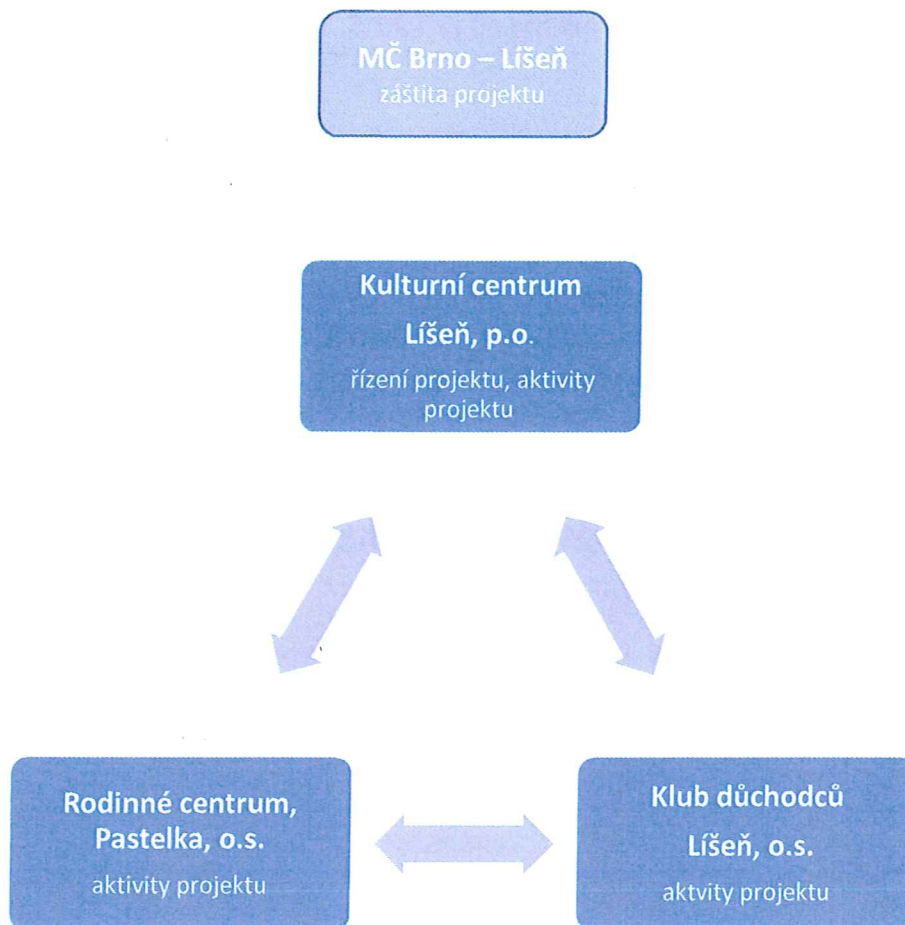 MČ Brno – Líšeň
záštita projektu
Kulturní centrum
Líšeň, p.o.
řízení projektu, aktivity
projektu
Rodinné centrum,
Pastelka, o.s.
aktivity projektu
Klub důchodců
Líšeň, o.s.
aktvity projektu